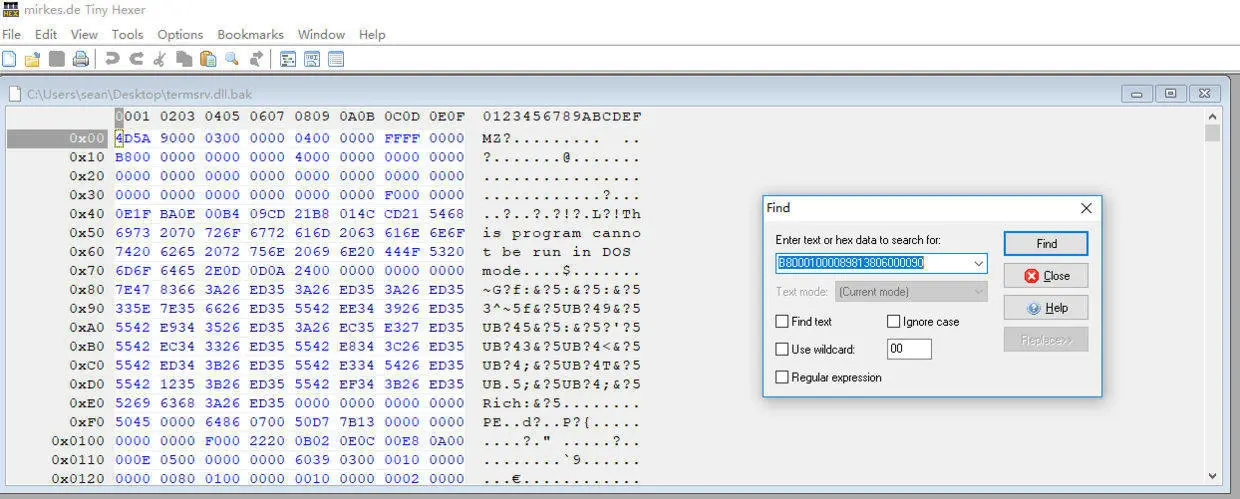 mirkes.de Tiny Hexer
File Edit View Tools Options Bookmarks Window Help
C:\Users\sean\Desktop\termsrv.dll.bak
0001 0203 0405 0607 0809 0A0B 0C0D 0E0F 0123456789ABCDEF
0x00 4D5A 9000 0300 0000 0400 0000 FFFF 0000 MZ?......... ..
0x10 B800 0000 0000 0000 4000 0000 0000 0000 ?.......@.......
0x20 0000 0000 0000 0000 0000 0000 0000 0000 ................
0x30 0000 0000 0000 0000 0000 0000 F000 0000 ............?...
0x40 0E1F BA0E 00B4 09CD 21B8 014C CD21 5468 ..?..?.?!?.L?!Th
0x50 6973 2070 726F 6772 616D 2063 616E 6E6F is program canno
0x60 7420 6265 2072 756E 2069 6E20 444F 5320 t be run in DOS
0x70 6D6F 6465 2E0D 0D0A 2400 0000 0000 0000 mode....$.......
0x80 7E47 8366 3A26 ED35 3A26 ED35 3A26 ED35 ~G?f:&?5:&?5:&?5
0x90 335E 7E35 6626 ED35 5542 EE34 3926 ED35 3^~5f&?5UB?49&?5
0xA0 5542 E934 3526 ED35 3A26 EC35 E327 ED35 UB?45&?5:&?5?'?5
0xB0 5542 EC34 3326 ED35 5542 E834 3C26 ED35 UB?43&?5UB?4<&?5
0xC0 5542 ED34 3B26 ED35 5542 E334 5426 ED35 UB?4;&?5UB?4T&?5
0xD0 5542 1235 3B26 ED35 5542 EF34 3B26 ED35 UB.5;&?5UB?4;&?5
0xE0 5269 6368 3A26 ED35 0000 0000 0000 0000 Rich:&?5........
0xF0 5045 0000 6486 0700 50D7 7B13 0000 0000 PE..d?..P?{.....
0x0100 0000 0000 F000 2220 0B02 0E0C 00E8 0A00 ....?." .....?..
0x0110 000E 0500 0000 0000 6039 0300 0010 0000 ........`9......
0x0120 0000 0080 0100 0000 0010 0000 0002 0000 ...€............
Find
Enter text or hex data to search for:
B80001000089813806000090
Text mode: (Current mode)
Find text Ignore case
Use wildcard: 00
Regular expression
Find
Close
Help
Replace>>